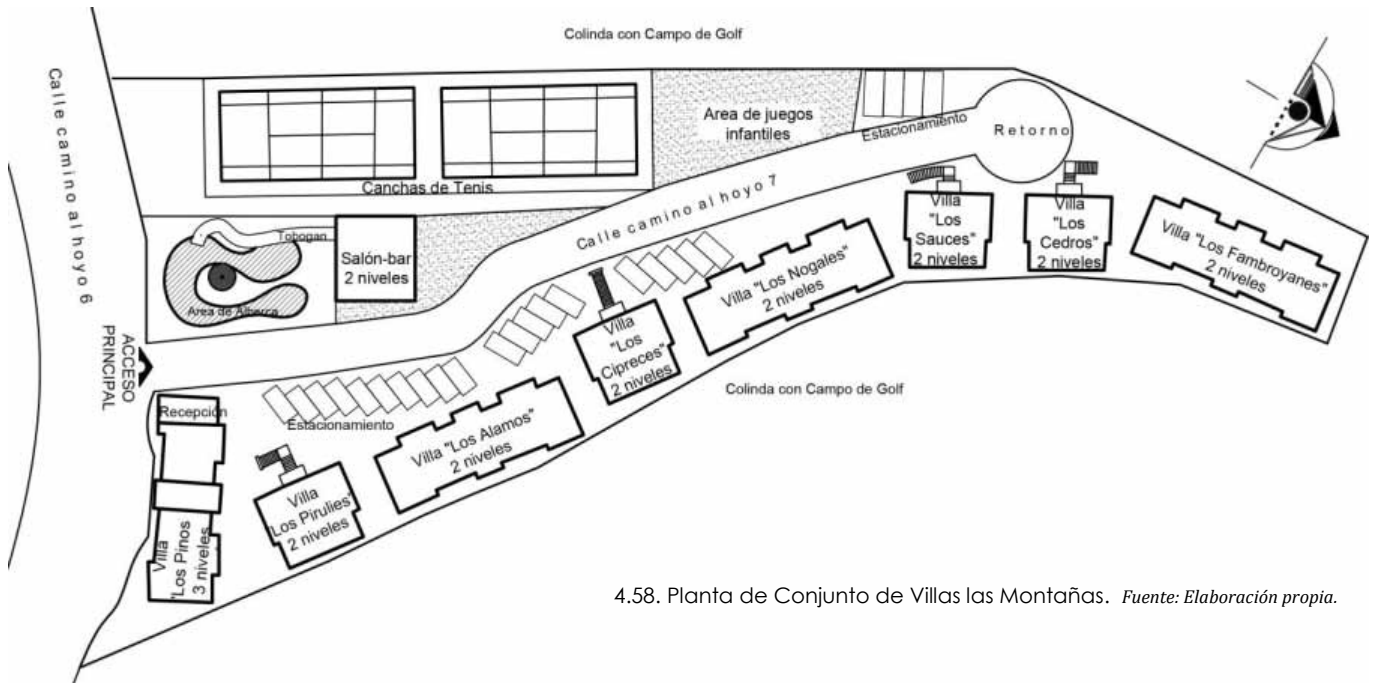 Colinda con Campo de Golf
Calle camino al hoyo 6
Area de juegos
infantiles
Estacionamiento
Retorno
Canchas de Tenis
Calle camino al hoyo 7
Tobogan
Salón-bar
2 niveles
Area de Alberca
ACCESO
PRINCIPAL
Villa
"Los
Sauces"
2 niveles
Villa
"Los
Cedros"
2 niveles
Villa "Los Fambroyanes"
2 niveles
Villa "Los Nogales"
2 niveles
Villa
"Los
Cipreces"
2 niveles
Colinda con Campo de Golf
Recepción
Estacionamiento
Villa "Los Alamos"
2 niveles
Villa
"Los Pirulies"
2 niveles
Villa
"Los Pinos
3 niveles
4.58. Planta de Conjunto de Villas las Montañas. Fuente: Elaboración propia.